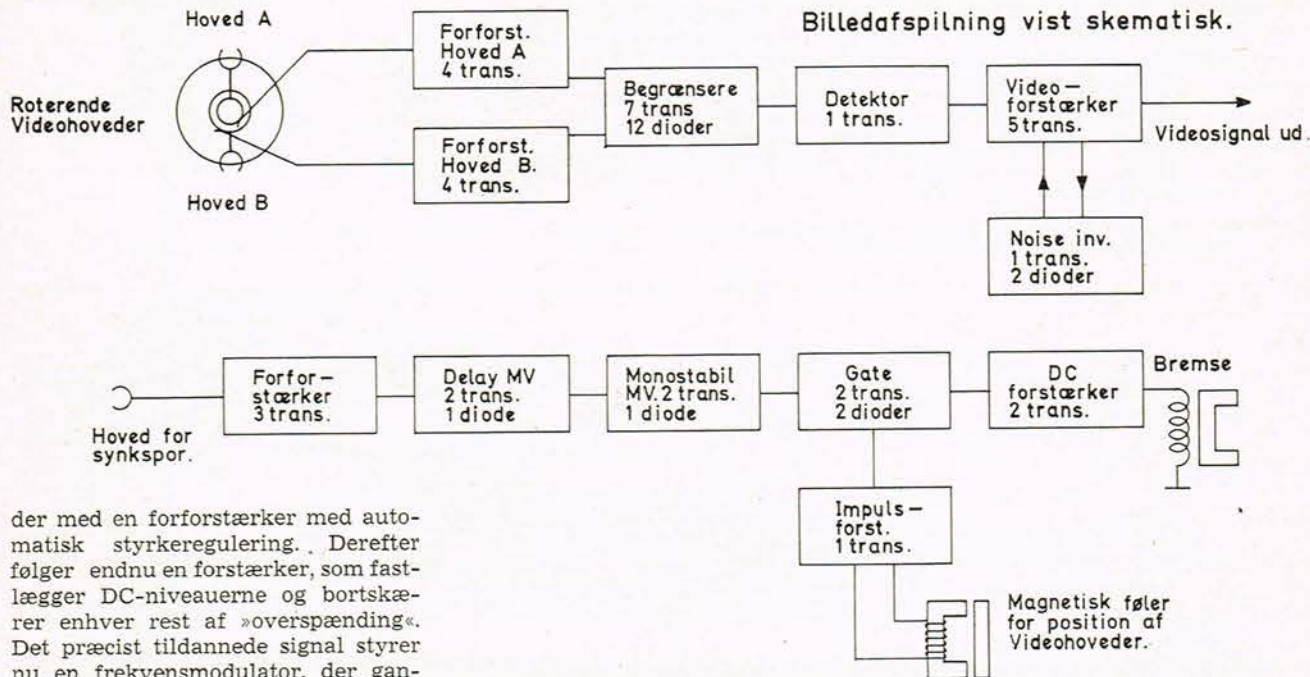 Billedafspilning vist skematisk.
Hoved A
Roterende
Videohoveder
Hoved B
Forforst.
Hoved A
4 trans.
Forforst.
Hoved B.
4 trans.
Begrænsere
7 trans
12 dioder
Detektor
1 trans.
Video-
forstærker
5 trans.
Videosignal ud.
Noise inv.
1 trans.
2 dioder
Hoved for
synkspor.
Forfor-
stærker
3 trans.
Delay MV
2 trans.
1 diode
Monostabil
MV. 2 trans.
1 diode
Gate
2 trans.
2 dioder
DC
forstærker
2 trans.
Bremse
Impuls-
forst.
1 trans.
Magnetisk føler
for position af
Videohoveder.
der med en forforstærker med auto-
matisk styrkeregulering. Derefter
følger endnu en forstærker, som fast-
lægger DC-niveauerne og bortskæ-
rer enhver rest af »overspænding«.
Det præcist tildannede signal styrer
nu en frekvensmodulator, der gan-